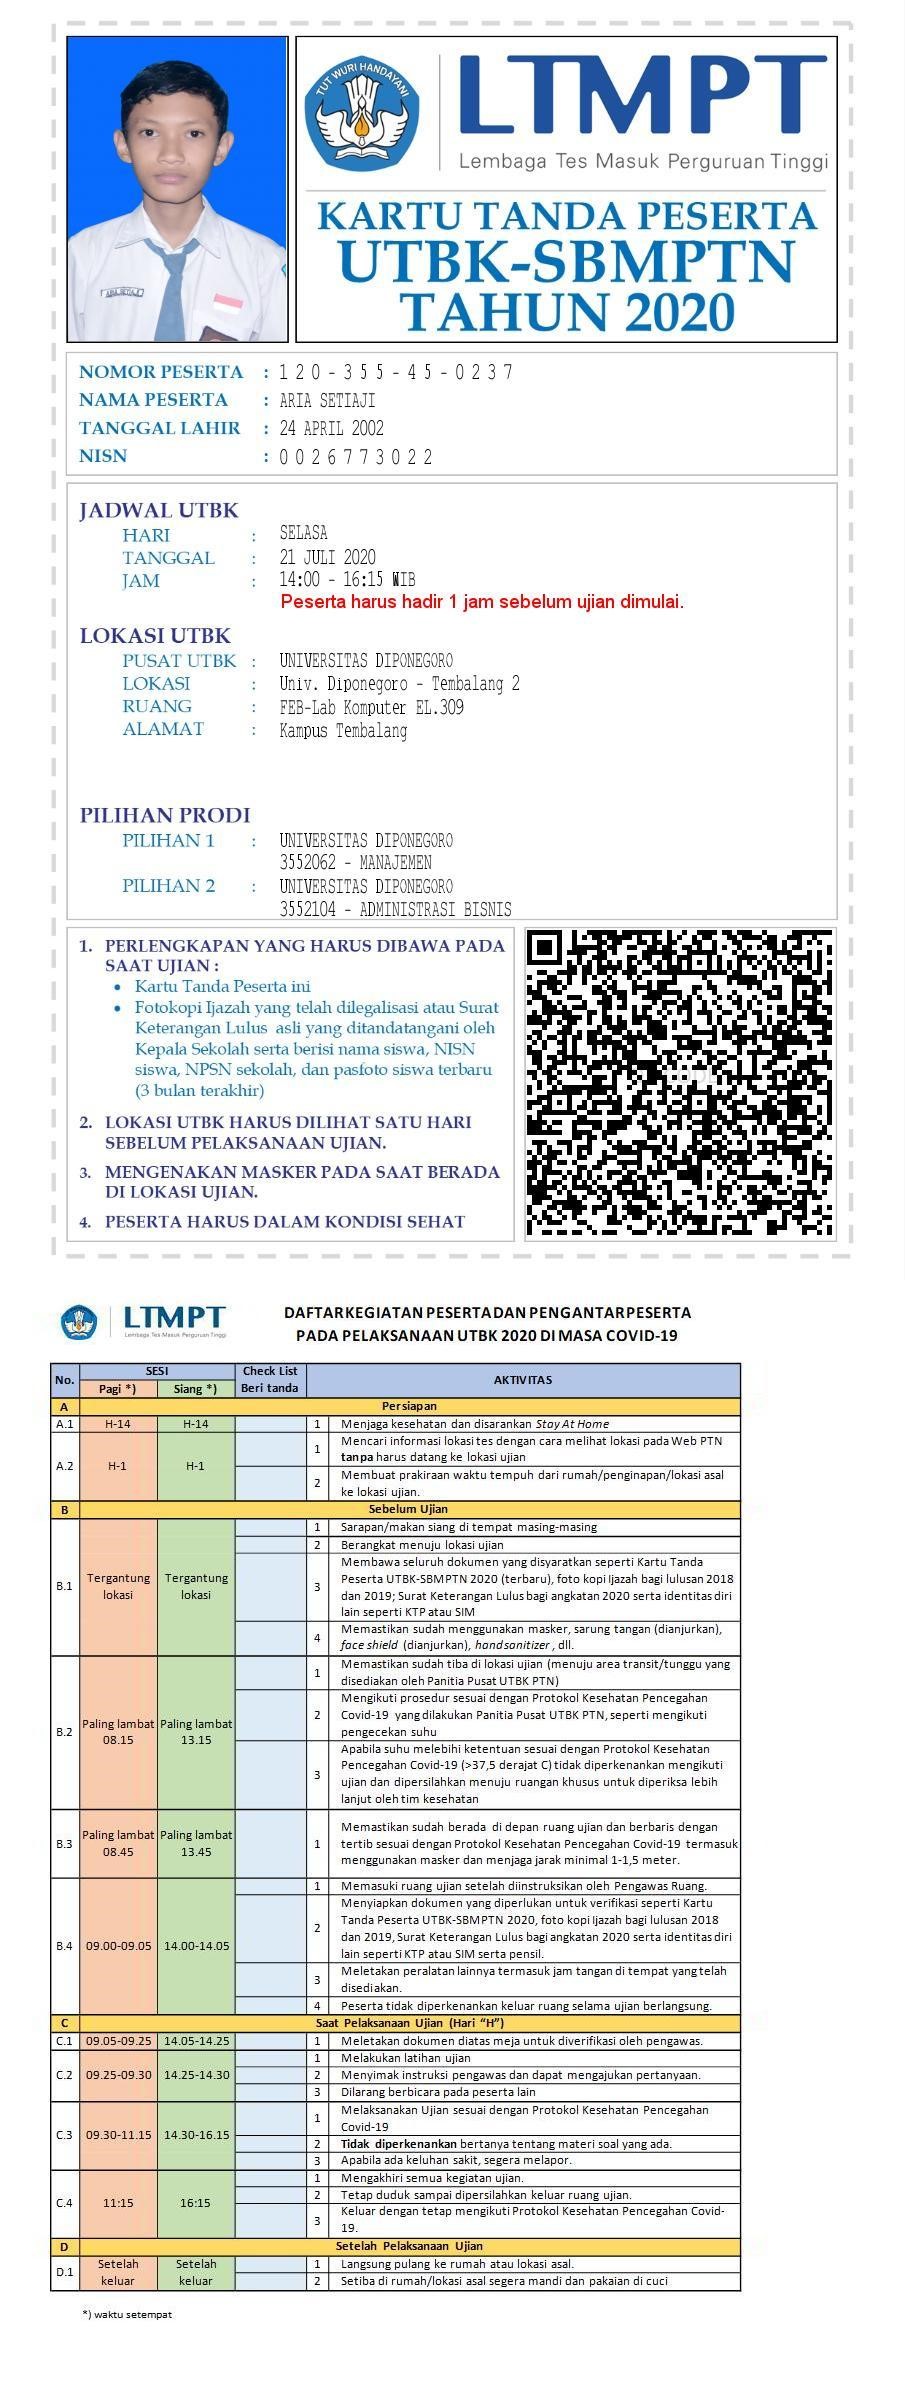 TUT WURI HANDAYANI
LTMPT
Lembaga Tes Masuk Perguruan Tinggi
KARTU TANDA PESERTA
UTBK-SBMPTN
TAHUN 2020
ARIA SETIAJI
NOMOR PESERTA : 120-355-45-0237
NAMA PESERTA : ARIA SETIAJI
TANGGAL LAHIR : 24 APRIL 2002
NISN : 0026773022
JADWAL UTBK
HARI : SELASA
TANGGAL : 21 JULI 2020
JAM : 14:00 - 16:15 WIB
Peserta harus hadir 1 jam sebelum ujian dimulai.
LOKASI UTBK
PUSAT UTBK : UNIVERSITAS DIPONEGORO
LOKASI : Univ. Diponegoro - Tembalang 2
RUANG : FEB-Lab Komputer EL.309
ALAMAT : Kampus Tembalang
PILIHAN PRODI
PILIHAN 1 : UNIVERSITAS DIPONEGORO
3552062 - MANAJEMEN
PILIHAN 2 : UNIVERSITAS DIPONEGORO
3552104 - ADMINISTRASI BISNIS
1. PERLENGKAPAN YANG HARUS DIBAWA PADA
SAAT UJIAN :
• Kartu Tanda Peserta ini
• Fotokopi Ijazah yang telah dilegalisasi atau Surat
Keterangan Lulus asli yang ditandatangani oleh
Kepala Sekolah serta berisi nama siswa, NISN
siswa, NPSN sekolah, dan pasfoto siswa terbaru
(3 bulan terakhir)
2. LOKASI UTBK HARUS DILIHAT SATU HARI
SEBELUM PELAKSANAAN UJIAN.
3. MENGENAKAN MASKER PADA SAAT BERADA
DI LOKASI UJIAN.
4. PESERTA HARUS DALAM KONDISI SEHAT
LTMPT
Lembaga Tes Masuk Perguruan Tinggi
DAFTAR KEGIATAN PESERTA DAN PENGANTAR PESERTA
PADA PELAKSANAAN UTBK 2020 DI MASA COVID-19
No. SESI Check List AKTIVITAS
Pagi *) Siang *) Beri tanda
A Persiapan
A.1 H-14 H-14 1 Menjaga kesehatan dan disarankan Stay At Home
A.2 H-1 H-1 1 Mencari informasi lokasi tes dengan cara melihat lokasi pada Web PTN
tanpa harus datang ke lokasi ujian
2 Membuat prakiraan waktu tempuh dari rumah/penginapan/lokasi asal
ke lokasi ujian.
B Sebelum Ujian
B.1 Tergantung lokasi Tergantung lokasi 1 Sarapan/makan siang di tempat masing-masing
2 Berangkat menuju lokasi ujian
3 Membawa seluruh dokumen yang disyaratkan seperti Kartu Tanda
Peserta UTBK-SBMPTN 2020 (terbaru), foto kopi Ijazah bagi lulusan 2018
dan 2019; Surat Keterangan Lulus bagi angkatan 2020 serta identitas diri
lain seperti KTP atau SIM
4 Memastikan sudah menggunakan masker, sarung tangan (dianjurkan),
face shield (dianjurkan), handsanitizer, dll.
B.2 Paling lambat 08.15 Paling lambat 13.15 1 Memastikan sudah tiba di lokasi ujian (menuju area transit/tunggu yang
disediakan oleh Panitia Pusat UTBK PTN)
2 Mengikuti prosedur sesuai dengan Protokol Kesehatan Pencegahan
Covid-19 yang dilakukan Panitia Pusat UTBK PTN, seperti mengikuti
pengecekan suhu
3 Apabila suhu melebihi ketentuan sesuai dengan Protokol Kesehatan
Pencegahan Covid-19 (>37,5 derajat C) tidak diperkenankan mengikuti
ujian dan dipersilahkan menuju ruangan khusus untuk diperiksa lebih
lanjut oleh tim kesehatan
B.3 Paling lambat 08.45 Paling lambat 13.45 1 Memastikan sudah berada di depan ruang ujian dan berbaris dengan
tertib sesuai dengan Protokol Kesehatan Pencegahan Covid-19 termasuk
menggunakan masker dan menjaga jarak minimal 1-1,5 meter.
B.4 09.00-09.05 14.00-14.05 1 Memasuki ruang ujian setelah diinstruksikan oleh Pengawas Ruang.
2 Menyiapkan dokumen yang diperlukan untuk verifikasi seperti Kartu
Tanda Peserta UTBK-SBMPTN 2020, foto kopi Ijazah bagi lulusan 2018
dan 2019, Surat Keterangan Lulus bagi angkatan 2020 serta identitas diri
lain seperti KTP atau SIM serta pensil.
3 Meletakan peralatan lainnya termasuk jam tangan di tempat yang telah
disediakan.
4 Peserta tidak diperkenankan keluar ruang selama ujian berlangsung.
C Saat Pelaksanaan Ujian (Hari “H”)
C.1 09.05-09.25 14.05-14.25 1 Meletakan dokumen diatas meja untuk diverifikasi oleh pengawas.
C.2 09.25-09.30 14.25-14.30 1 Melakukan latihan ujian
2 Menyimak instruksi pengawas dan dapat mengajukan pertanyaan.
3 Dilarang berbicara pada peserta lain
C.3 09.30-11.15 14.30-16.15 1 Melaksanakan Ujian sesuai dengan Protokol Kesehatan Pencegahan
Covid-19
2 Tidak diperkenankan bertanya tentang materi soal yang ada.
3 Apabila ada keluhan sakit, segera melapor.
C.4 11:15 16:15 1 Mengakhiri semua kegiatan ujian.
2 Tetap duduk sampai dipersilahkan keluar ruang ujian.
3 Keluar dengan tetap mengikuti Protokol Kesehatan Pencegahan Covid-
19.
D Setelah Pelaksanaan Ujian
D.1 Setelah keluar Setelah keluar 1 Langsung pulang ke rumah atau lokasi asal.
2 Setiba di rumah/lokasi asal segera mandi dan pakaian di cuci
*) waktu setempat